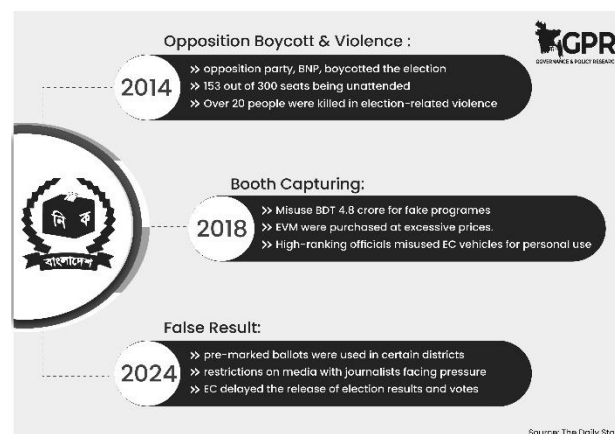 Opposition Boycott & Violence :
GPR
GOVERNANCE & POLICY RESEARCH
2014
>> opposition party, BNP, boycotted the election
>> 153 out of 300 seats being unattended
>> Over 20 people were killed in election-related violence
Booth Capturing:
2018
>> Misuse BDT 4.8 crore for fake programes
>> EVM were purchased at excessive prices.
>> High-ranking officials misused EC vehicles for personal use
নি ক
বাংলাদেশ
False Result:
2024
>> pre-marked ballots were used in certain districts
>> restrictions on media with journalists facing pressure
>> EC delayed the release of election results and votes
Source: The Daily Sta